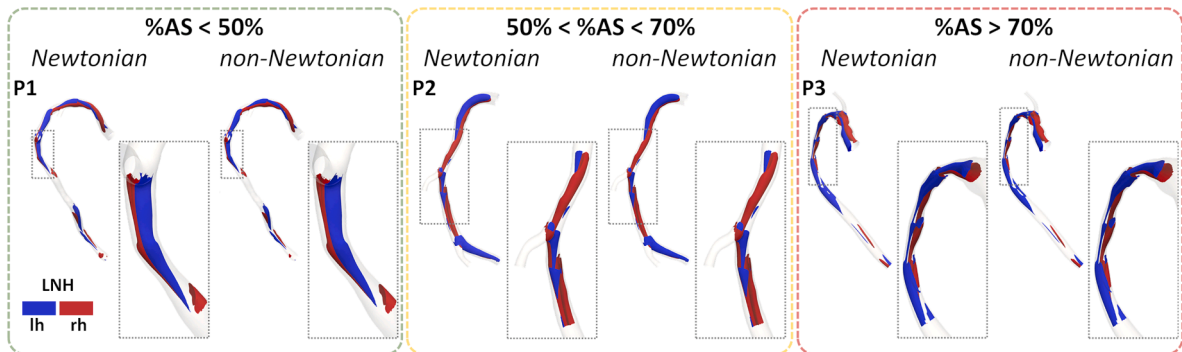 %AS < 50%
Newtonian non-Newtonian
P1
LNH
lh rh
50% < %AS < 70%
Newtonian non-Newtonian
P2
%AS > 70%
Newtonian non-Newtonian
P3